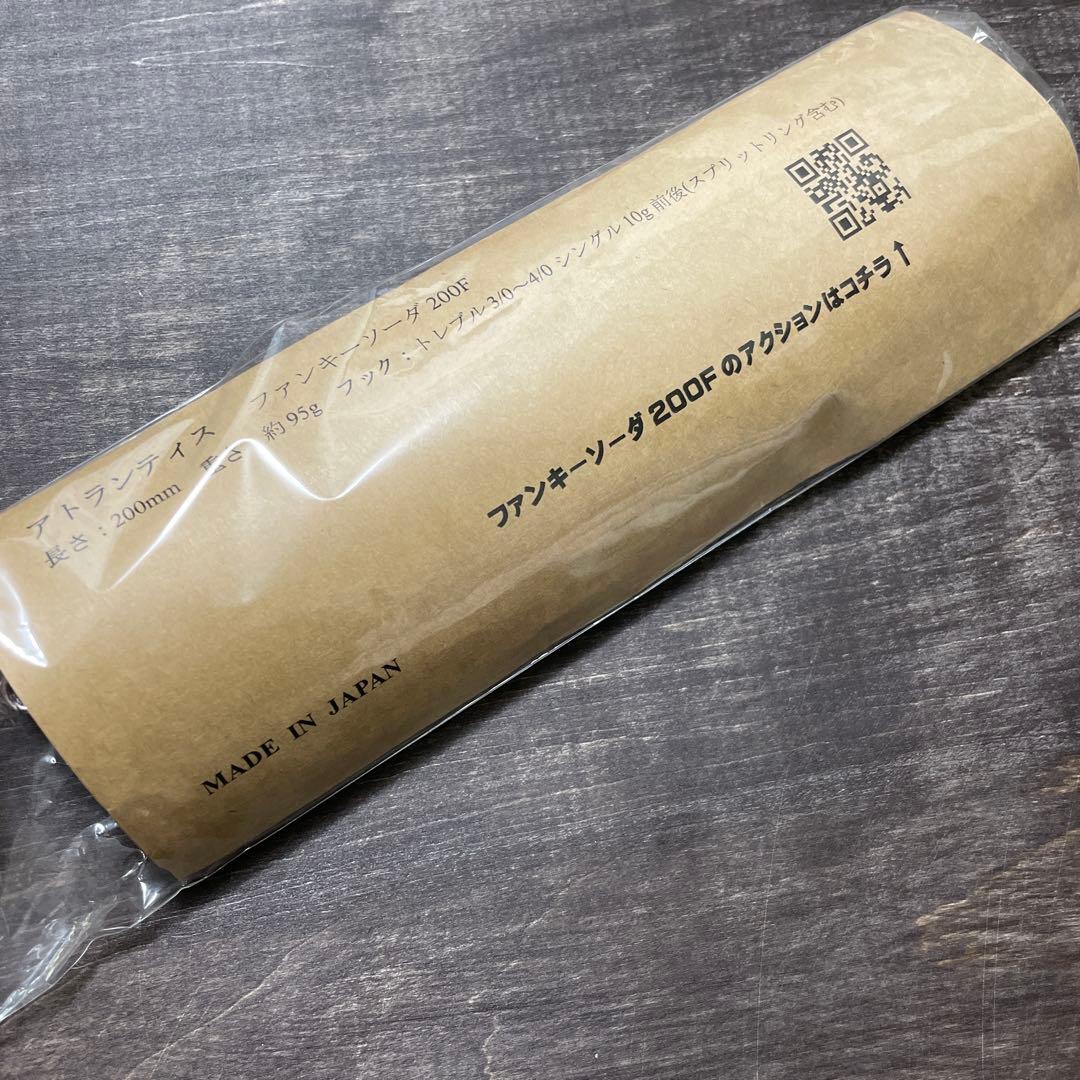 アトランティス ファンキーソーダ 200F
長さ：200mm 重さ 約95g フック：トレブル 3/0～4/0 シングル 10g 前後(スプリットリング含む)
ファンキーソーダ 200F のアクションはコチラ↑
MADE IN JAPAN